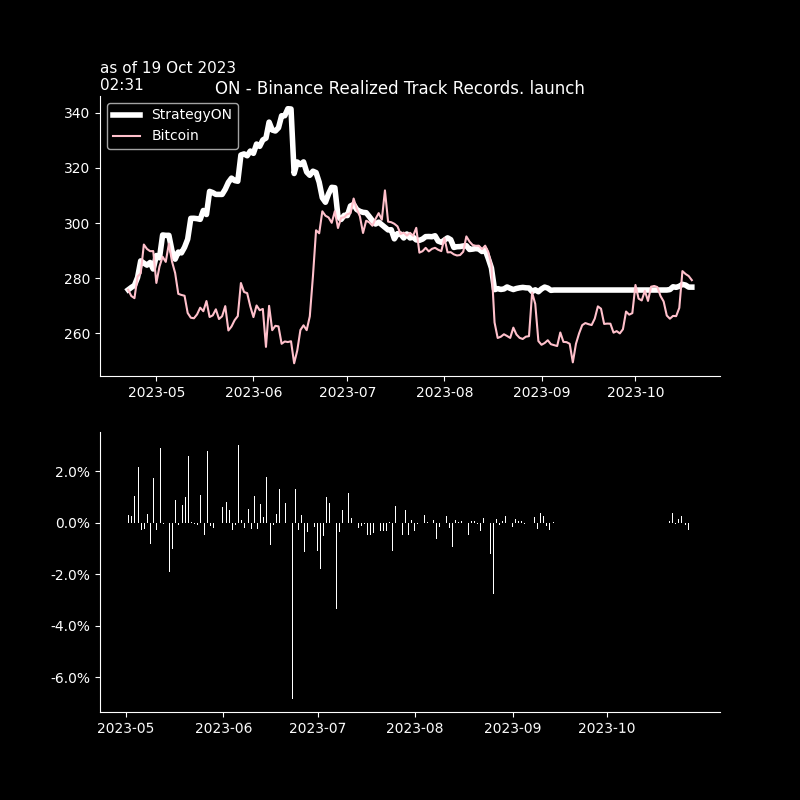 as of 19 Oct 2023
02:31
ON - Binance Realized Track Records. launch
StrategyON
Bitcoin
340
320
300
280
260
2023-05 2023-06 2023-07 2023-08 2023-09 2023-10
2.0%
0.0%
-2.0%
-4.0%
-6.0%
2023-05 2023-06 2023-07 2023-08 2023-09 2023-10